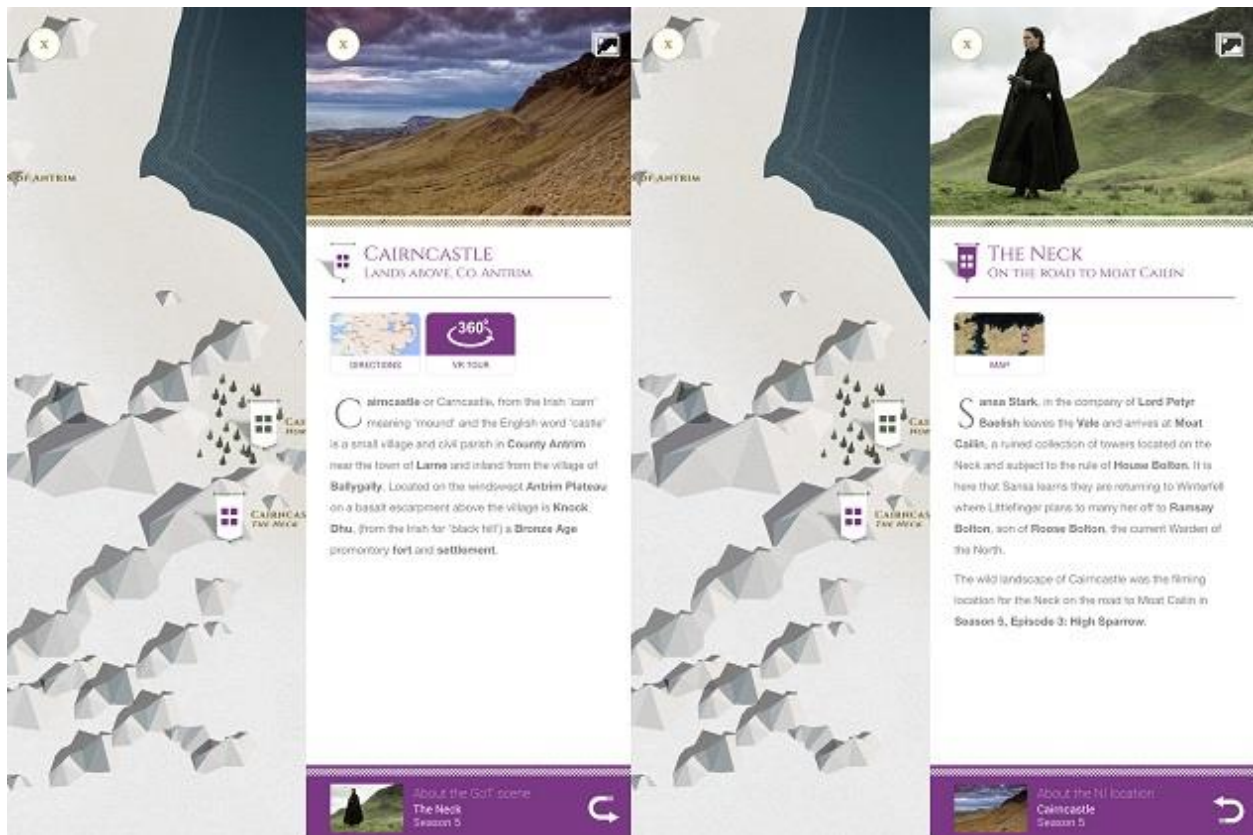 X
OF ANTRIM
CAIRNCAS
THE NECK
X
CAIRNCASTLE
LANDS ABOVE, CO. ANTRIM
360°
DIRECTIONS
VR TOUR
Cairncastle or Carncastle, from the Irish 'carn'
meaning 'mound' and the English word 'castle'
is a small village and civil parish in County Antrim
near the town of Larne and inland from the village of
Ballygally. Located on the windswept Antrim Plateau
on a basalt escarpment above the village is Knock
Dhu, (from the Irish for 'black hill') a Bronze Age
promontory fort and settlement.
About the GoT scene
The Neck
Season 5
X
OF ANTRIM
CAIRNCAS
THE NECK
X
THE NECK
ON THE ROAD TO MOAT CAILIN
MAP
Sansa Stark, in the company of Lord Petyr
Baelish leaves the Vale and arrives at Moat
Cailin, a ruined collection of towers located on the
Neck and subject to the rule of House Bolton. It is
here that Sansa learns they are returning to Winterfell
where Littlefinger plans to marry her off to Ramsay
Bolton, son of Roose Bolton, the current Warden of
the North.
The wild landscape of Cairncastle was the filming
location for the Neck on the road to Moat Cailin in
Season 5, Episode 3: High Sparrow.
About the NI location
Cairncastle
Season 5